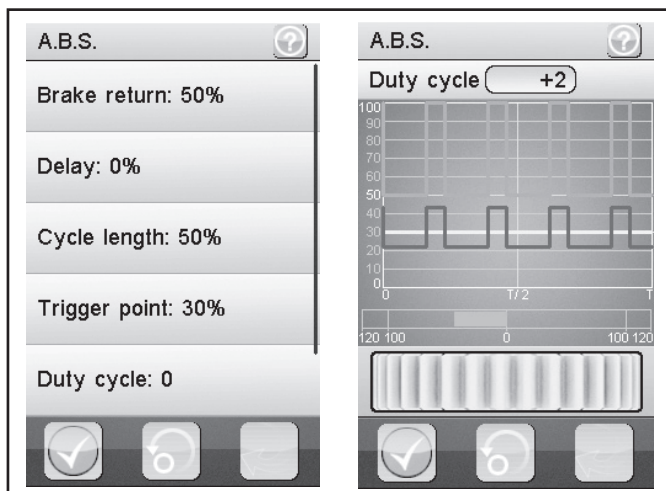 A.B.S.
?
Brake return: 50%
Delay: 0%
Cycle length: 50%
Trigger point: 30%
Duty cycle: 0
A.B.S.
?
Duty cycle +2
100
90
80
70
60
50
40
30
20
10
0
0 T/2 T
120 100 0 100 120